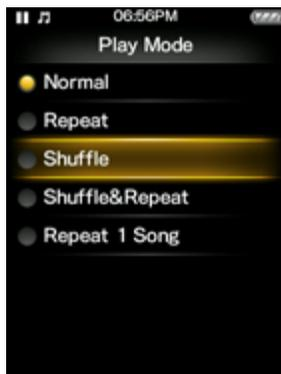 06:56PM
Play Mode
Normal
Repeat
Shuffle
Shuffle&Repeat
Repeat 1 Song